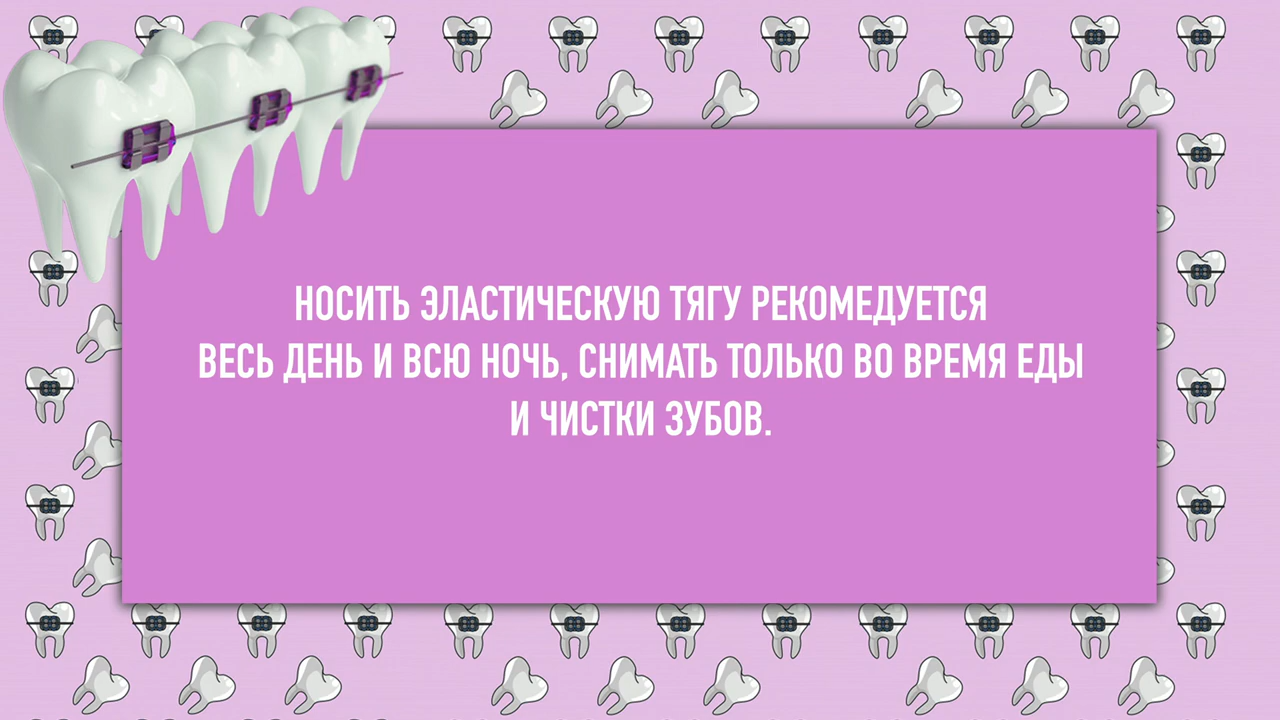 НОСИТЬ ЭЛАСТИЧЕСКУЮ ТЯГУ РЕКОМЕДУЕТСЯ
ВЕСЬ ДЕНЬ И ВСЮ НОЧЬ, СНИМАТЬ ТОЛЬКО ВО ВРЕМЯ ЕДЫ
И ЧИСТКИ ЗУБОВ.